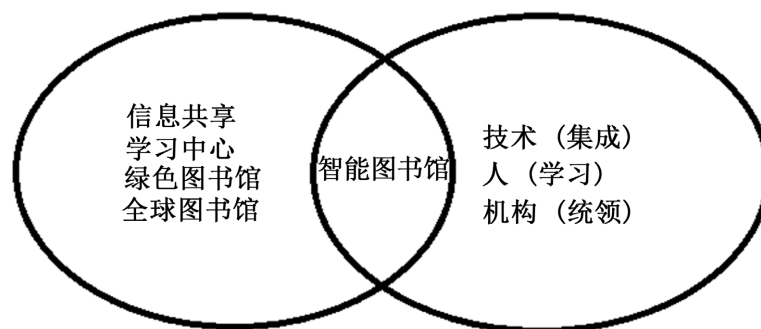 信息共享
学习中心
绿色图书馆
全球图书馆
智能图书馆
技术（集成）
人（学习）
机构（统领）